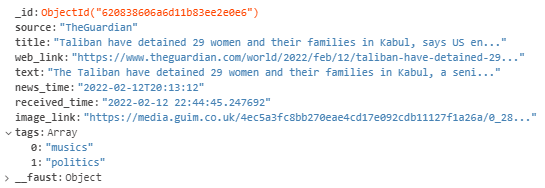 _id: ObjectId("620838606a6d11b83ee2e0e6")
source: "TheGuardian"
title: "Taliban have detained 29 women and their families in Kabul, says US en..."
web_link: "https://www.theguardian.com/world/2022/feb/12/taliban-have-detained-29..."
text: "The Taliban have detained 29 women and their families in Kabul, a seni..."
news_time: "2022-02-12T20:13:12"
received_time: "2022-02-12 22:44:45.247692"
image_link: "https://media.guim.co.uk/4ec5a3fc8bb270eae4cd17e092cdb11127f1a26a/0_28..."
tags: Array
0: "musics"
1: "politics"
__faust: Object